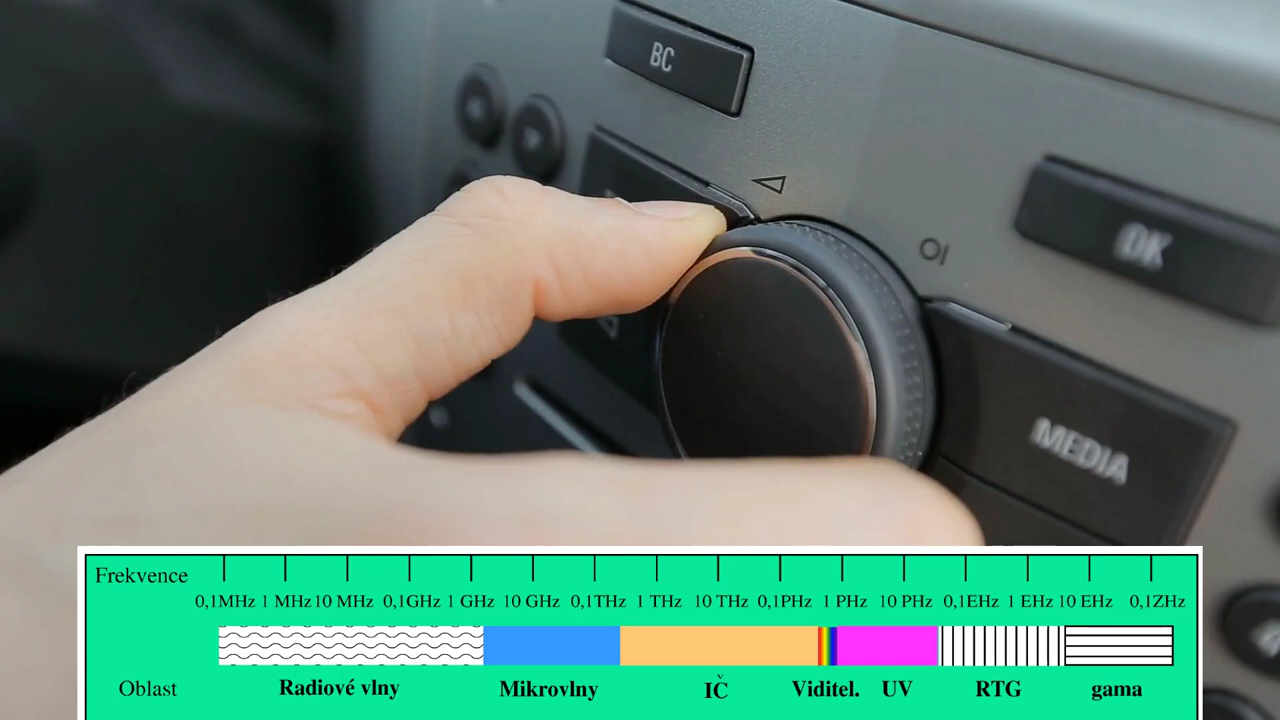 BC
OK
MEDIA
Frekvence
0,1MHz 1 MHz 10 MHz 0,1GHz 1 GHz 10 GHz 0,1THz 1 THz 10 THz 0,1PHz 1 PHz 10 PHz 0,1EHz 1 EHz 10 EHz 0,1ZHz
Oblast Radiové vlny Mikrovlny IČ Viditel. UV RTG gama